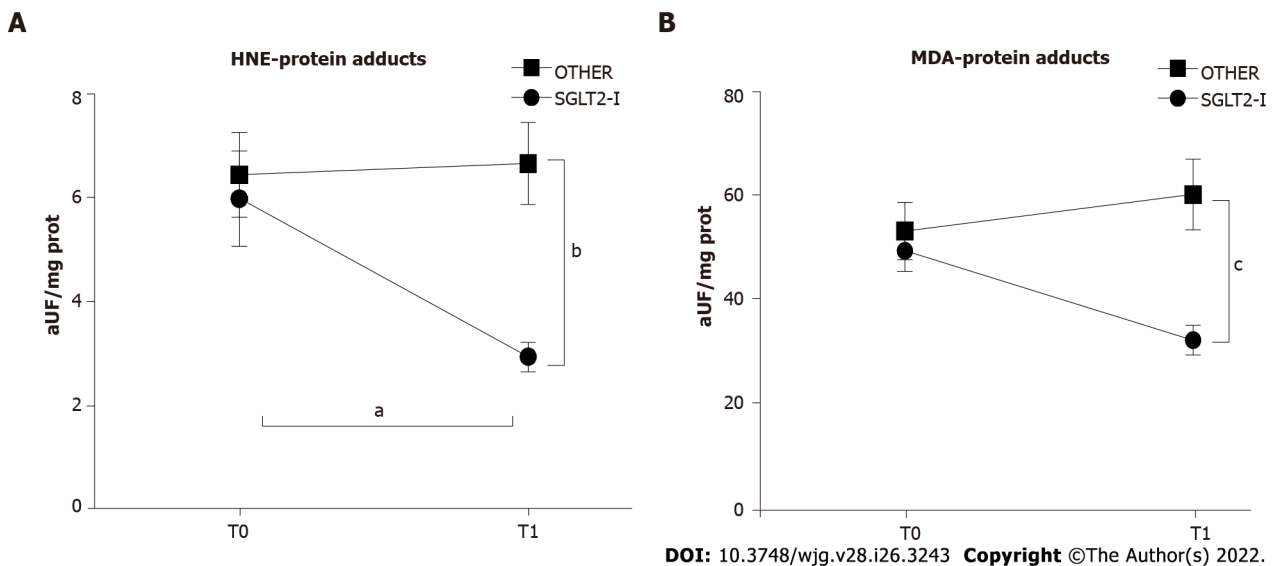 A
HNE-protein adducts
OTHER
SGLT2-I
8
6
4
2
0
aUF/mg prot
a
b
T0
T1
B
MDA-protein adducts
OTHER
SGLT2-I
80
60
40
20
0
aUF/mg prot
c
T0
T1
DOI: 10.3748/wjg.v28.i26.3243 Copyright ©The Author(s) 2022.